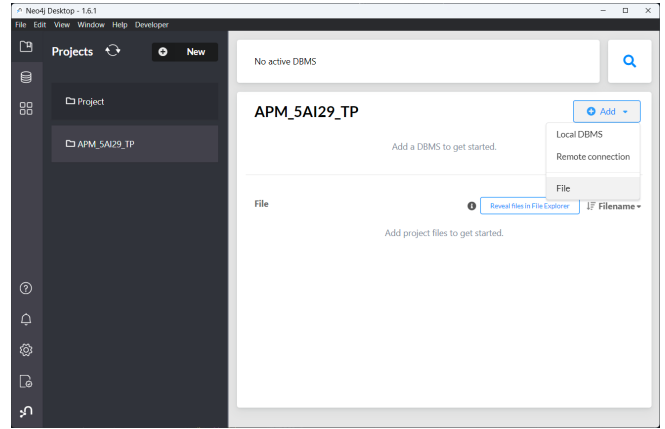 Neo4j Desktop - 1.6.1
File Edit View Window Help Developer
Projects
New
Project
APM_5AI29_TP
No active DBMS
APM_5AI29_TP
Add
Local DBMS
Remote connection
File
Add a DBMS to get started.
File
Reveal files in File Explorer
Filename
Add project files to get started.